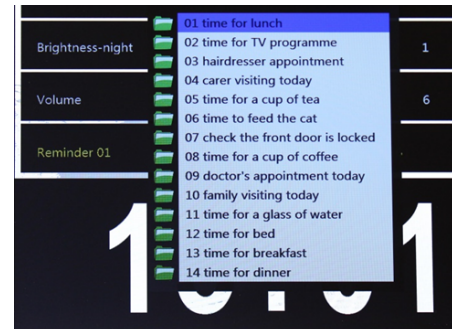 Brightness-night 1
Volume 6
Reminder 01
01 time for lunch
02 time for TV programme
03 hairdresser appointment
04 carer visiting today
05 time for a cup of tea
06 time to feed the cat
07 check the front door is locked
08 time for a cup of coffee
09 doctor's appointment today
10 family visiting today
11 time for a glass of water
12 time for bed
13 time for breakfast
14 time for dinner